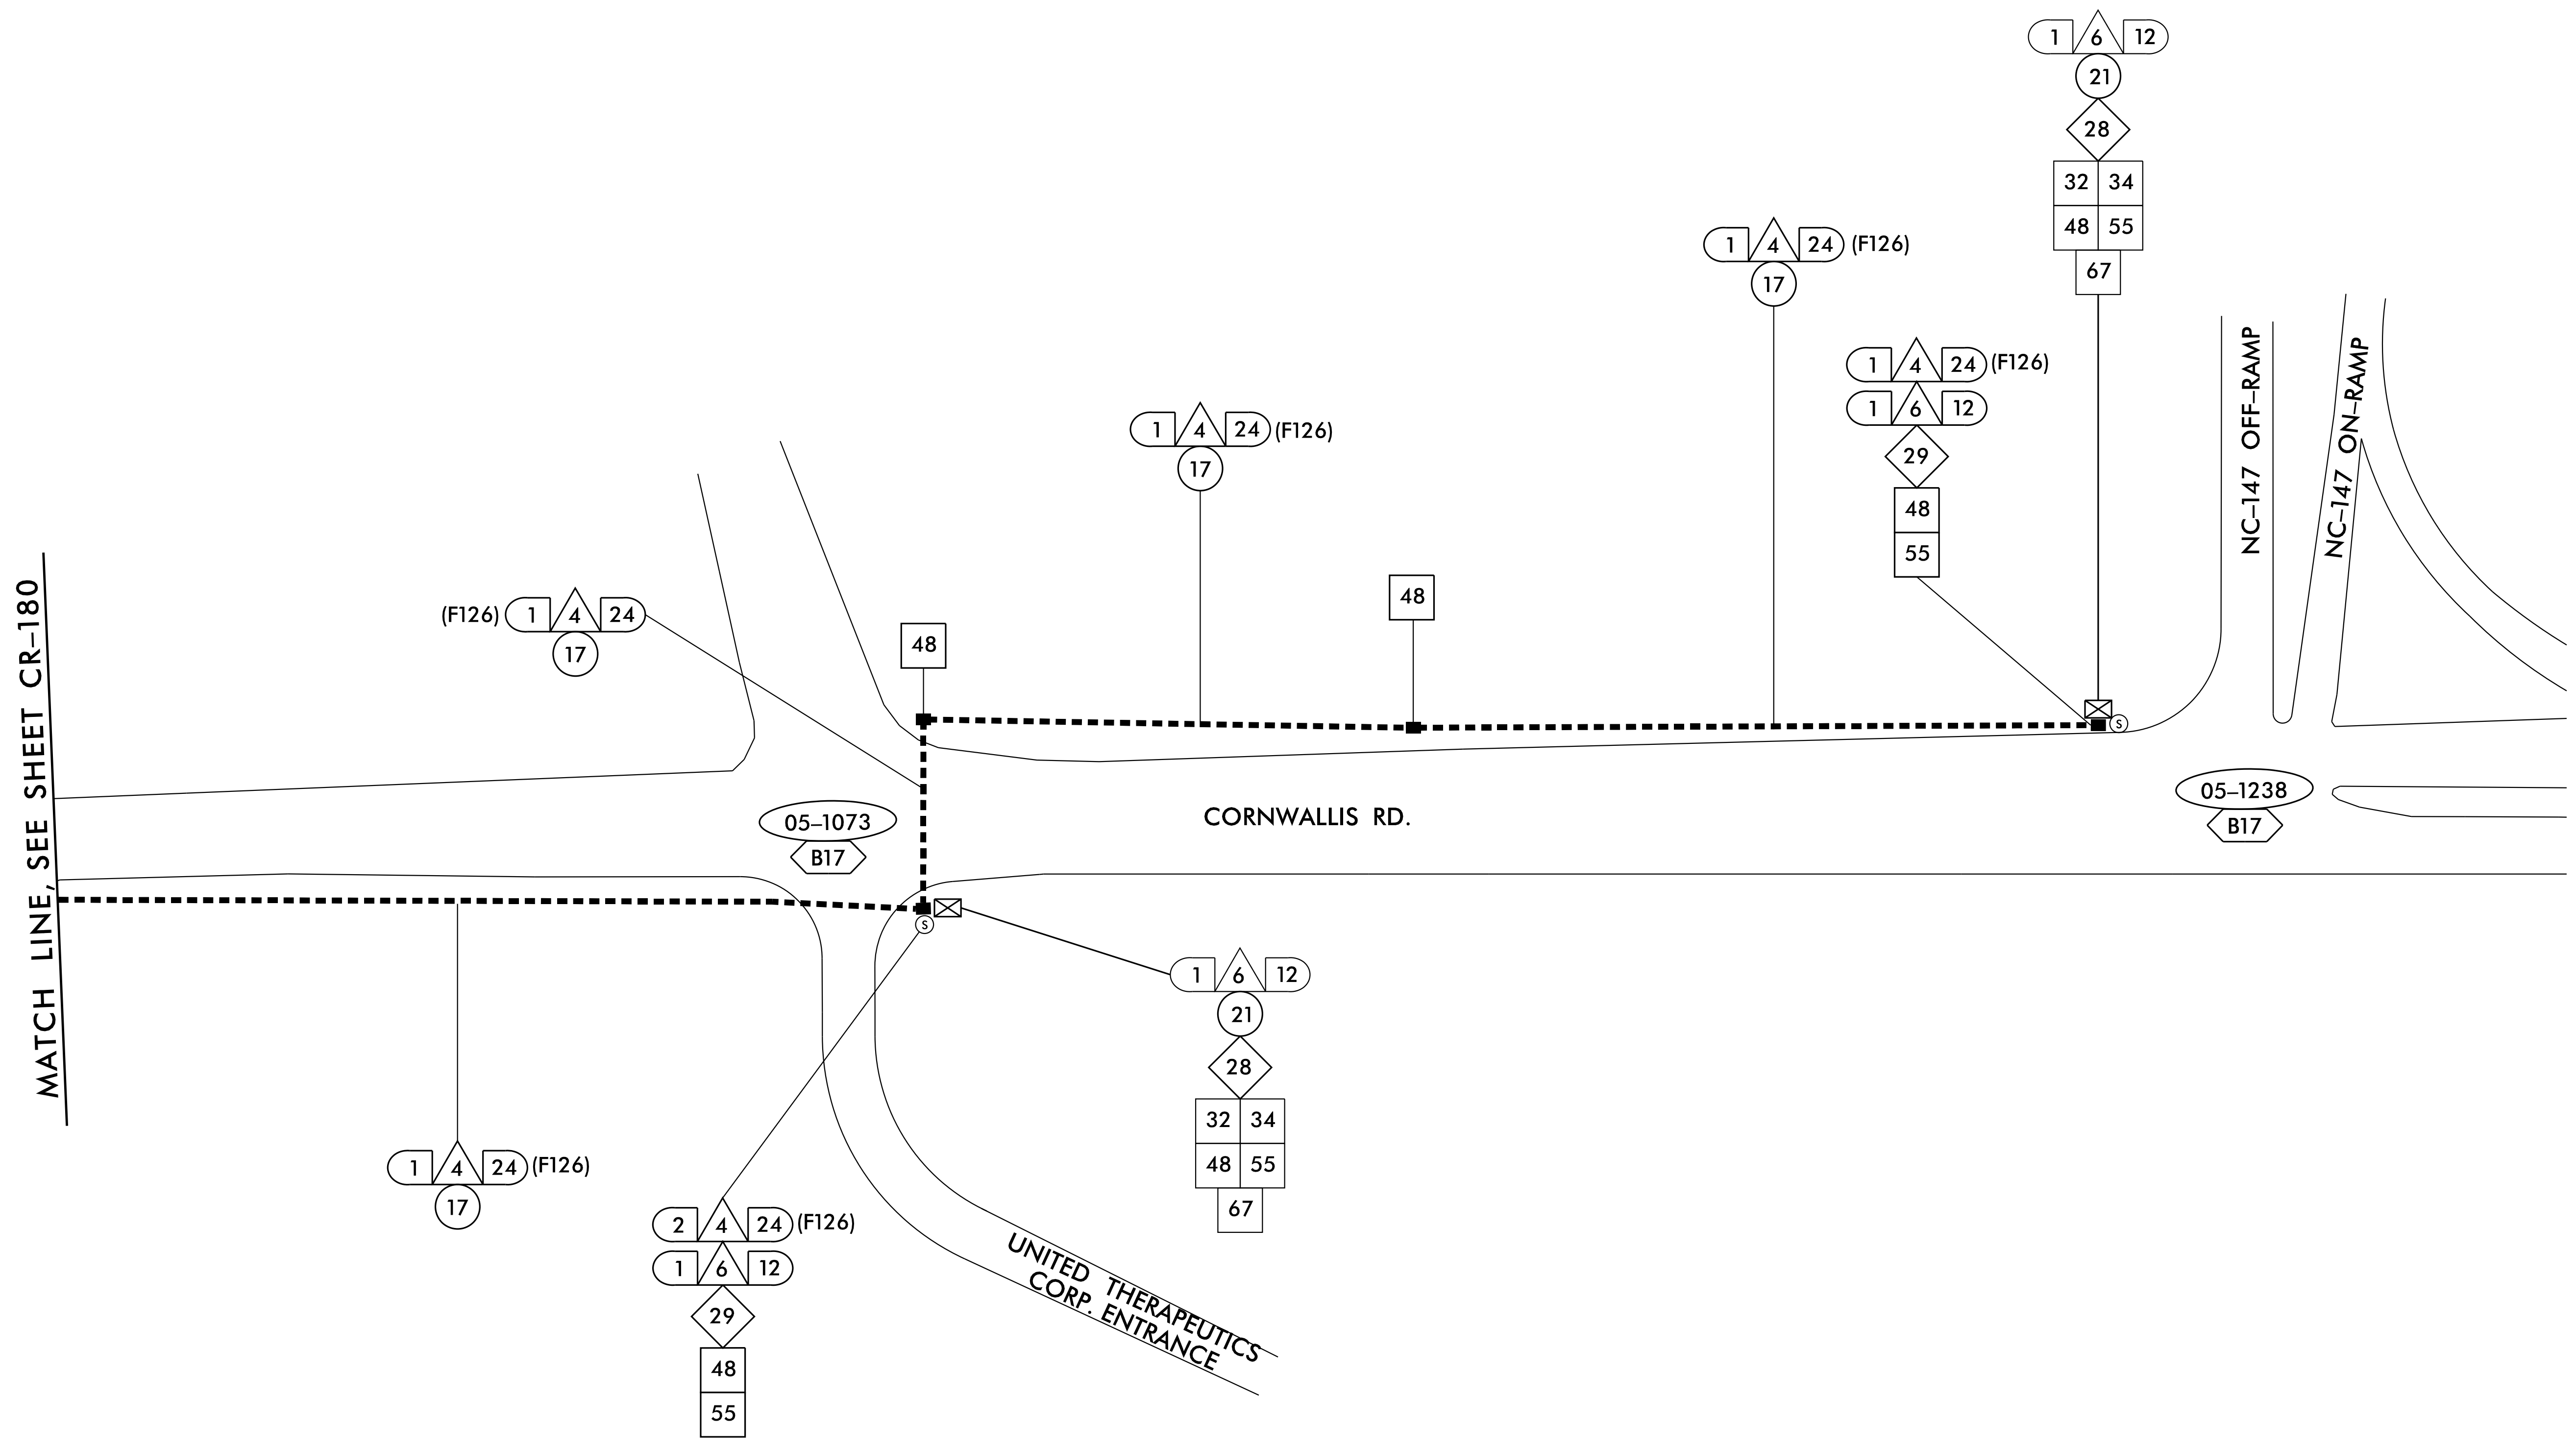 1 6 12
21
28
32 34
48 55
67
1 4 24 (F126)
17
1 4 24 (F126)
1 6 12
29
48
55
NC–147 OFF–RAMP
NC–147 ON–RAMP
1 4 24 (F126)
17
48
(F126) 1 4 24
17
48
MATCH LINE, SEE SHEET CR–180
S
05–1238
B17
CORNWALLIS RD.
05–1073
B17
S
1 6 12
21
28
32 34
48 55
67
1 4 24 (F126)
17
2 4 24 (F126)
1 6 12
29
48
55
UNITED THERAPEUTICS
CORP. ENTRANCE